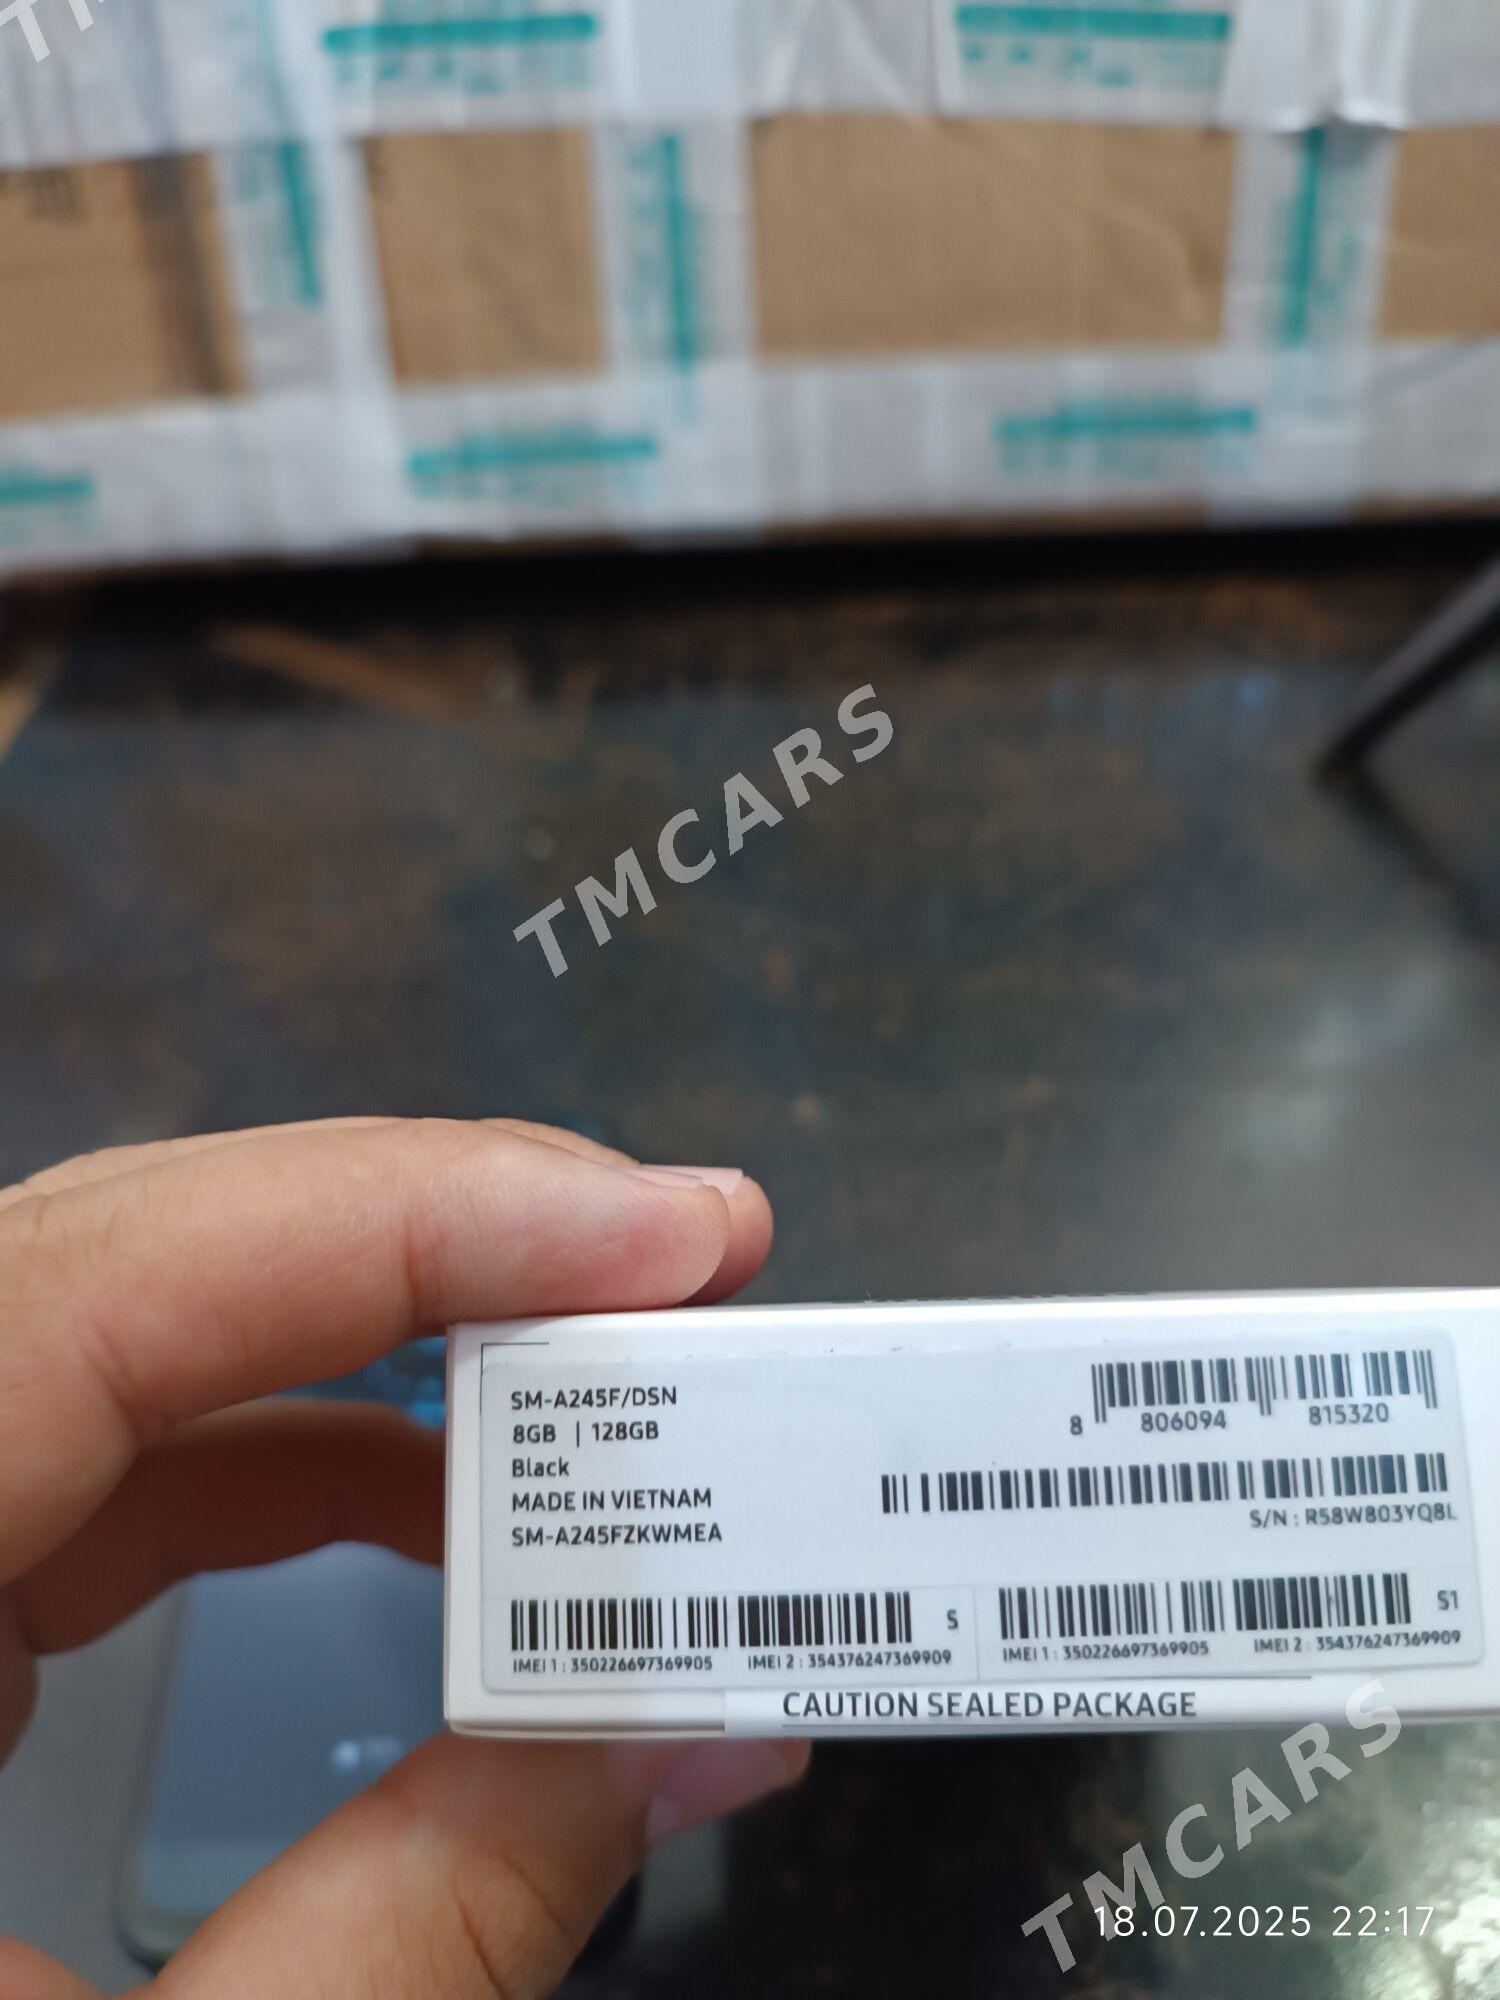 TMCARS
SM-A245F/DSN
8GB | 128GB
Black
MADE IN VIETNAM
SM-A245FZKWMEA
8 806094 815320
S/N : R58W803YQ8L
S
IMEI 1 : 350226697369905 IMEI 2 : 354376247369909
S1
IMEI 1 : 350226697369905 IMEI 2 : 354376247369909
CAUTION SEALED PACKAGE
TMCARS
18.07.2025 22:17